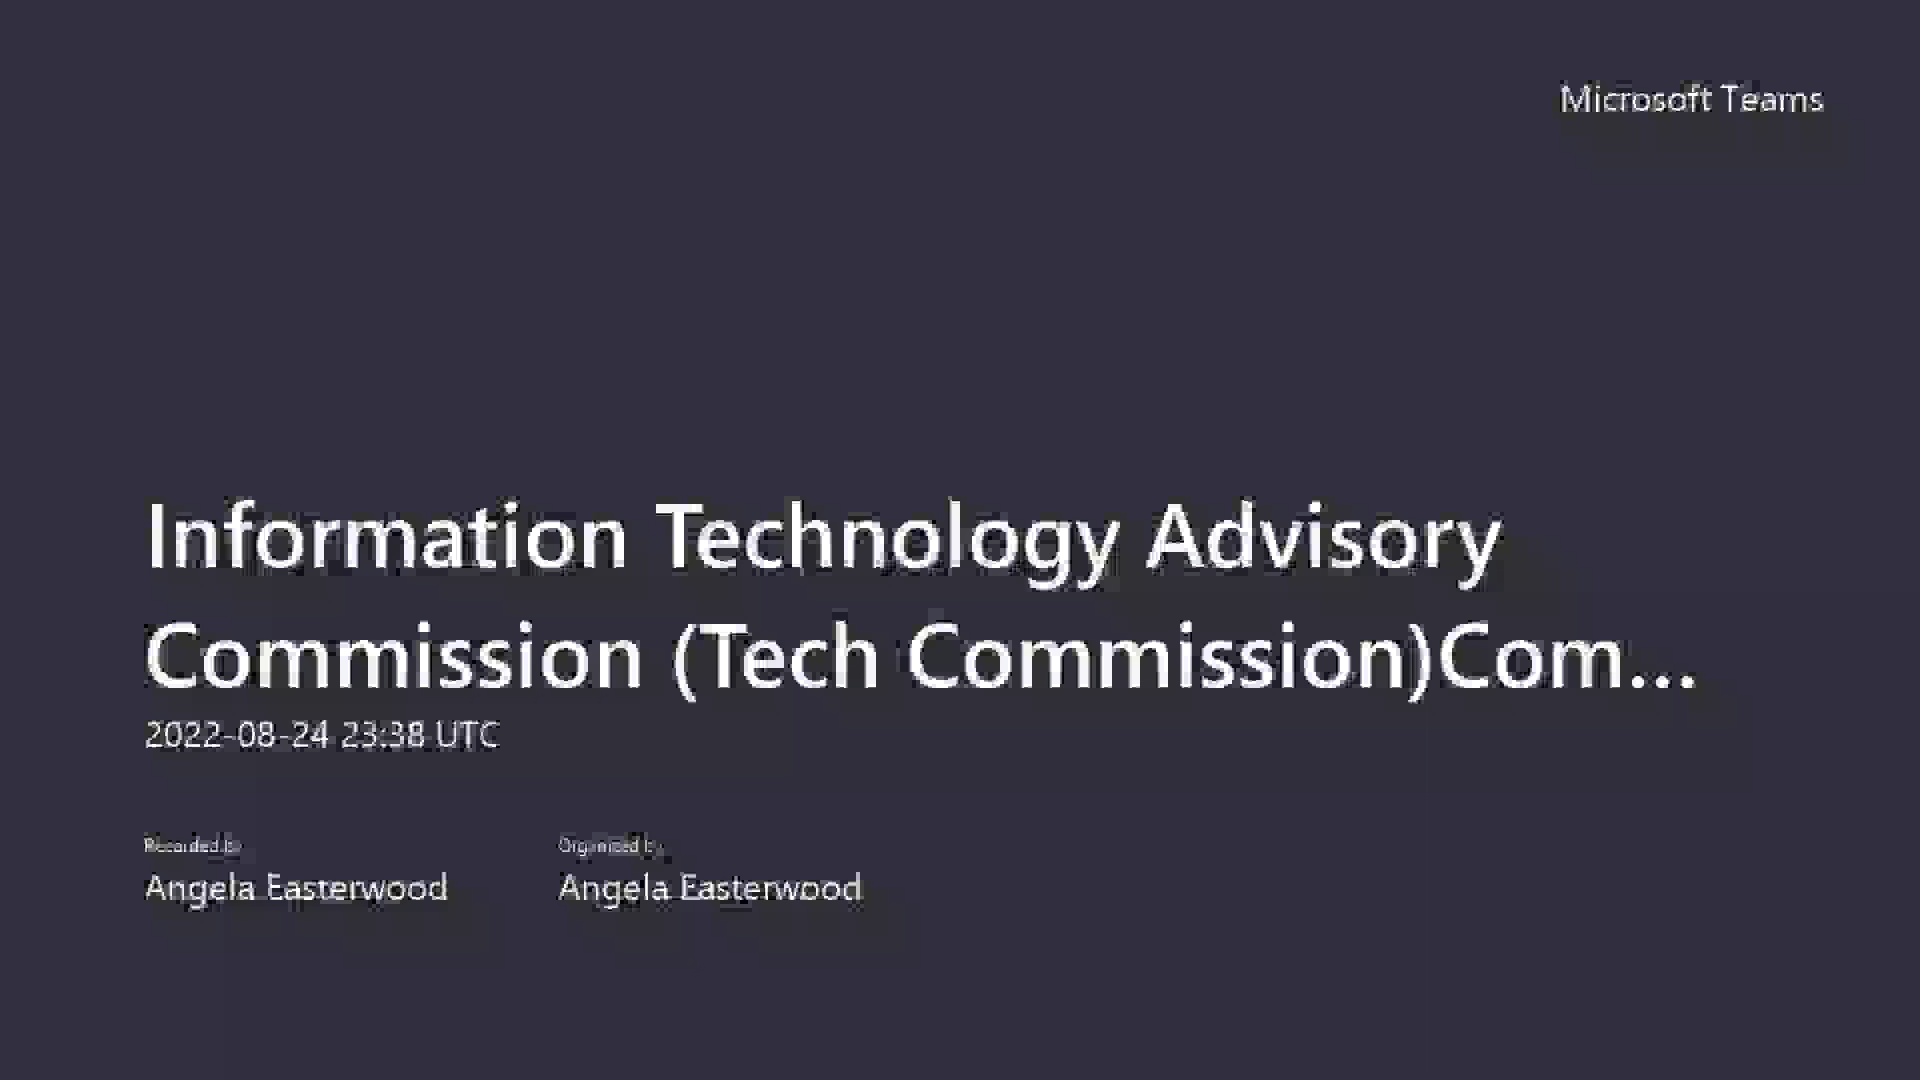 Microsoft Teams
Information Technology Advisory
Commission (Tech Commission)Com...
2022-08-24 23:38 UTC
Recorded by
Organized by
Angela Easterwood
Angela Easterwood